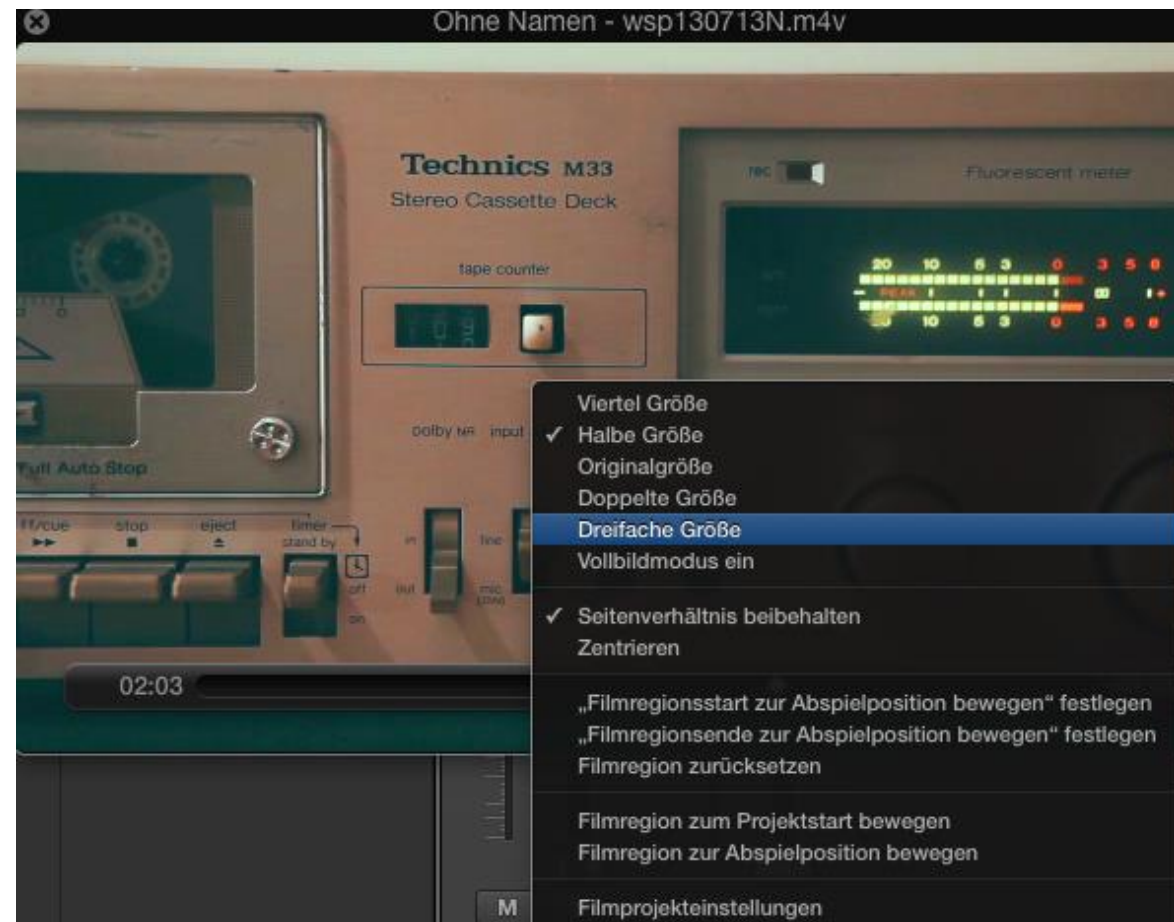 Ohne Namen - wsp130713N.m4v
Technics M33
Stereo Cassette Deck
rec
Fluorescent meter
tape counter
20 10 6 3 0 3 5 8
PEAK
20 10 6 3 0 3 5 8
dolby NR input
Full Auto Stop
ff/cue stop eject timer
stand by
off
on
in
out
line
mic
02:03
Viertel Größe
✓ Halbe Größe
Originalgröße
Doppelte Größe
Dreifache Größe
Vollbildmodus ein
✓ Seitenverhältnis beibehalten
Zentrieren
„Filmregionsstart zur Abspielposition bewegen“ festlegen
„Filmregionsende zur Abspielposition bewegen“ festlegen
Filmregion zurücksetzen
Filmregion zum Projektstart bewegen
Filmregion zur Abspielposition bewegen
Filmprojekteinstellungen
M